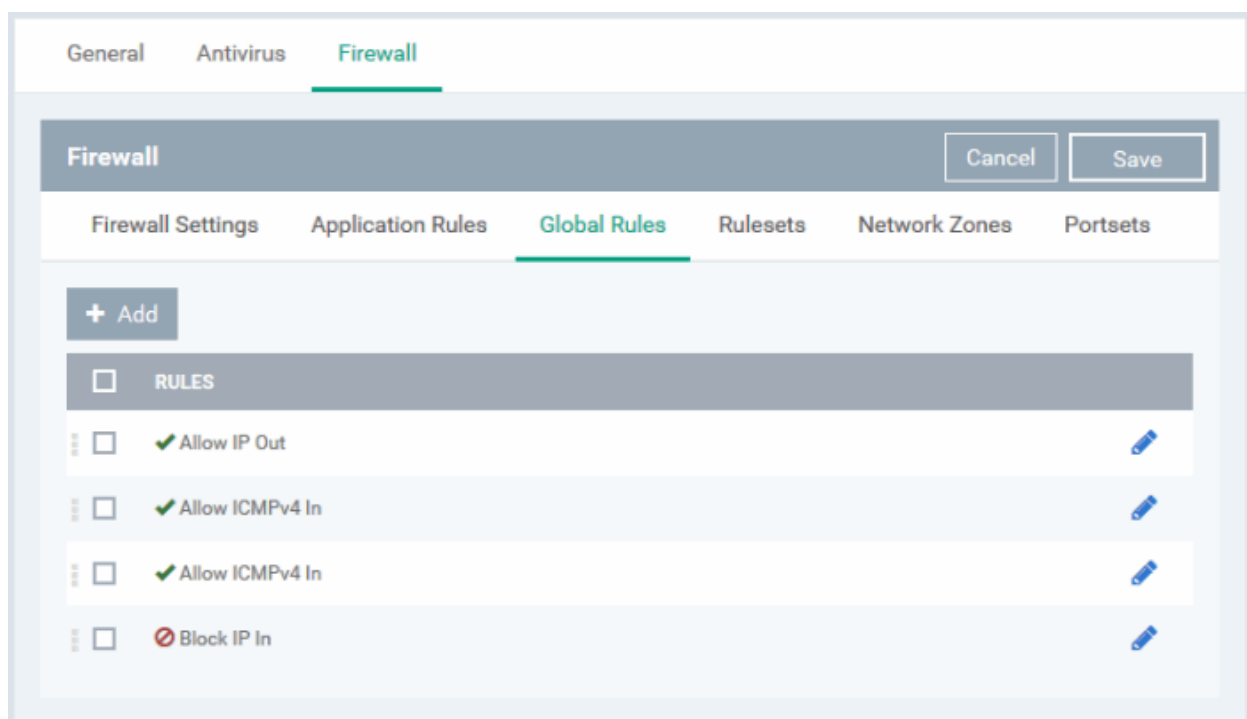 General Antivirus Firewall
Firewall Cancel Save
Firewall Settings Application Rules Global Rules Rulesets Network Zones Portsets
+ Add
RULES
Allow IP Out
Allow ICMPv4 In
Allow ICMPv4 In
Block IP In